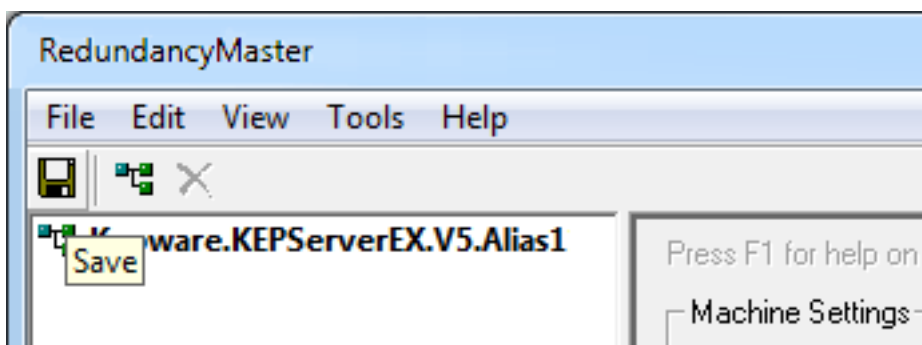 RedundancyMaster
File Edit View Tools Help
ware.KEPServerEX.V5.Alias1
Save
Press F1 for help on
Machine Settings